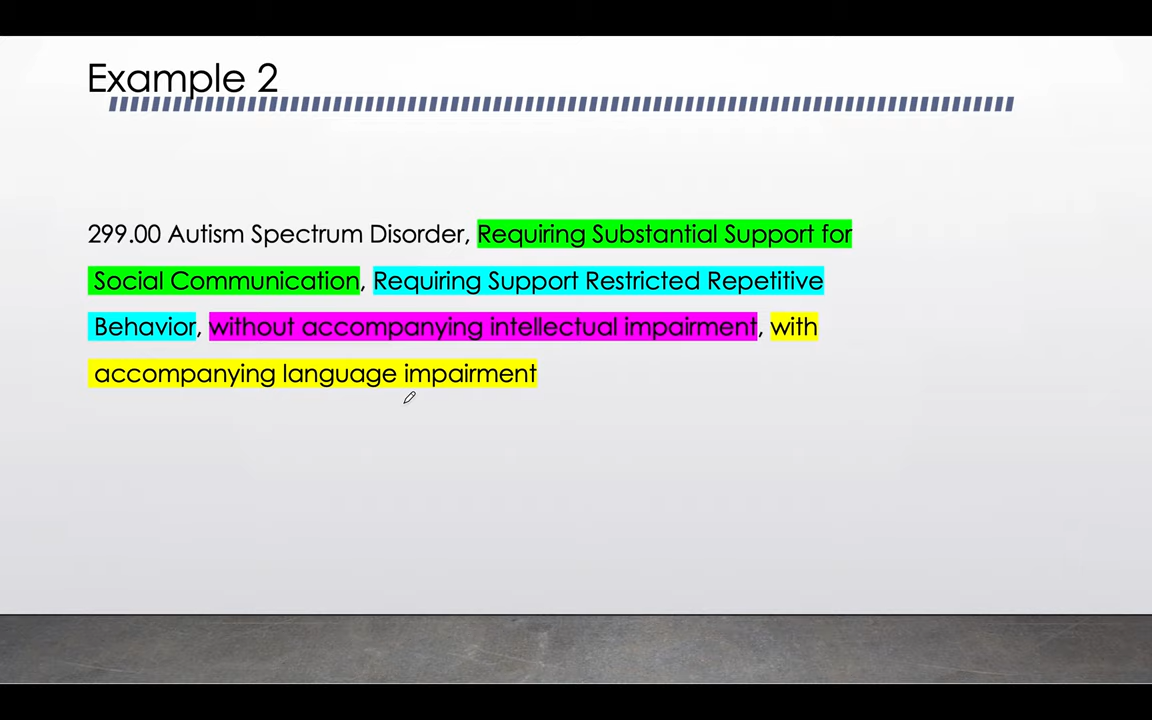 Example 2
299.00 Autism Spectrum Disorder, Requiring Substantial Support for
Social Communication, Requiring Support Restricted Repetitive
Behavior, without accompanying intellectual impairment, with
accompanying language impairment